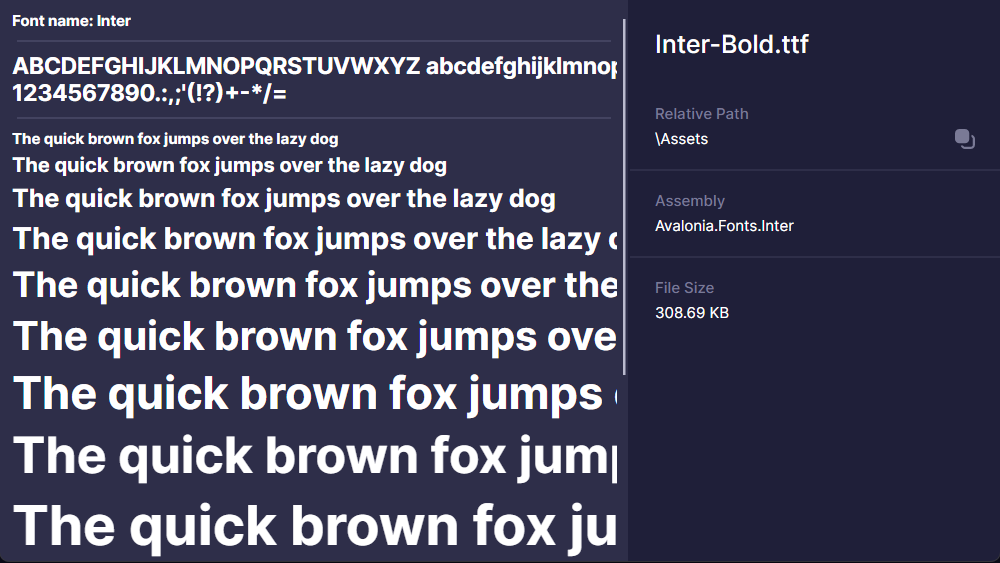 Font name: Inter
ABCDEFGHIJKLMNOPQRSTUVWXYZ abcdefghijklmnop
1234567890.:,;'(!?)+-*/=
The quick brown fox jumps over the lazy dog
The quick brown fox jumps over the lazy dog
The quick brown fox jumps over the lazy dog
The quick brown fox jumps over the lazy
The quick brown fox jumps over the
The quick brown fox jumps ove
The quick brown fox jumps
The quick brown fox jump
The quick brown fox ju
Inter-Bold.ttf
Relative Path
\Assets
Assembly
Avalonia.Fonts.Inter
File Size
308.69 KB